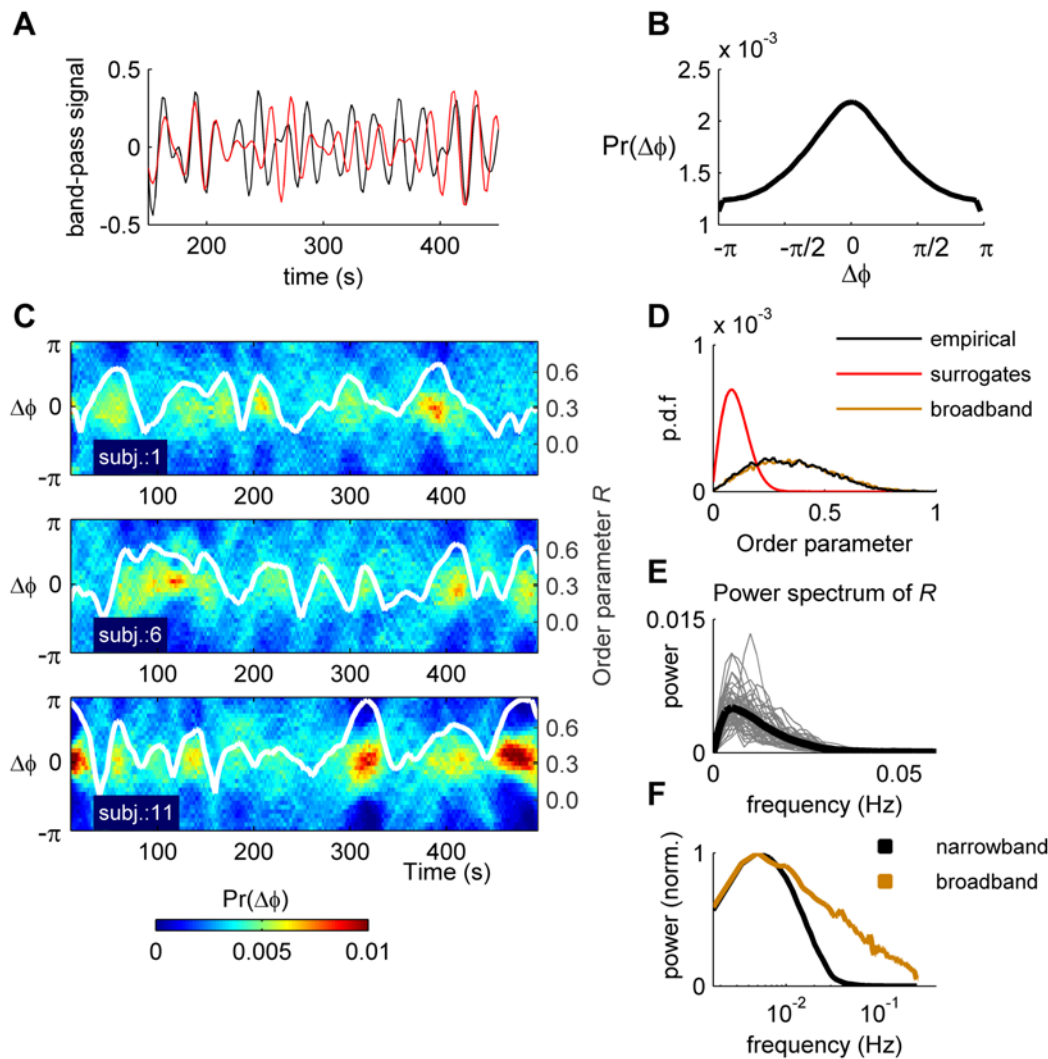 A
band-pass signal
0.5
0
-0.5
200
300
400
time (s)
B
x 10⁻³
Pr(Δϕ)
2.5
2
1.5
1
-π
-π/2
0
π/2
π
Δϕ
C
Δϕ
π
0
-π
subj.:1
0.6
0.3
0.0
100
200
300
400
Δϕ
π
0
-π
subj.:6
0.6
0.3
0.0
100
200
300
400
Δϕ
π
0
-π
subj.:11
0.6
0.3
0.0
100
200
300
400
Time (s)
Order parameter R
Pr(Δϕ)
0
0.005
0.01
D
x 10⁻³
p.d.f
1
0
0
0.5
1
Order parameter
empirical
surrogates
broadband
E
Power spectrum of R
power
0.015
0
0
0.05
frequency (Hz)
F
power (norm.)
1
0
10⁻²
10⁻¹
frequency (Hz)
narrowband
broadband